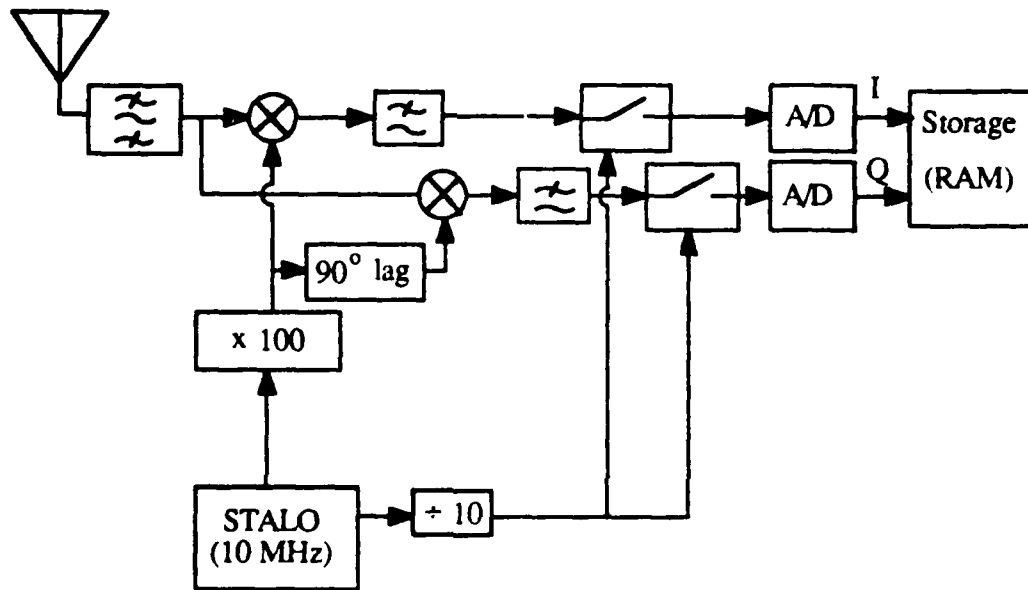 I
A/D
Storage
(RAM)
Q
A/D
90° lag
x 100
STALO
(10 MHz)
÷ 10